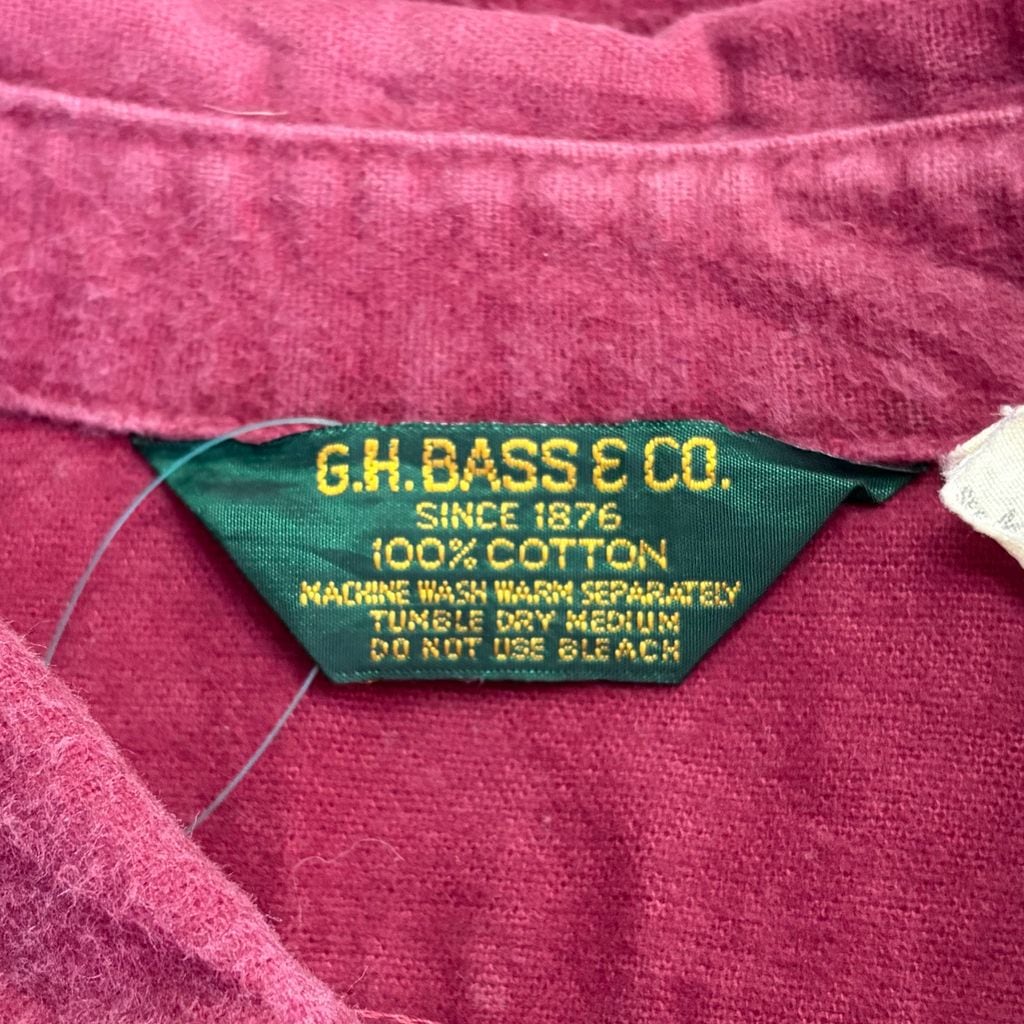 G.H. BASS & CO.
SINCE 1876
100% COTTON
MACHINE WASH WARM SEPARATELY
TUMBLE DRY MEDIUM
DO NOT USE BLEACH